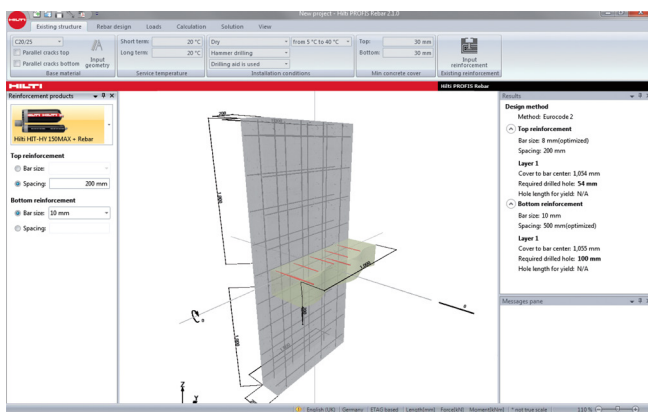 New project - Hilti PROFIS Rebar 2.1.0
HILTI
Existing structure
Rebar design
Loads
Calculation
Solution
View
C20/25
Parallel cracks top
Parallel cracks bottom
Input geometry
Base material
Short term: 20 °C
Long term: 20 °C
Service temperature
Dry
from 5 °C to 40 °C
Hammer drilling
Drilling aid is used
Installation conditions
Top: 30 mm
Bottom: 30 mm
Min concrete cover
Input reinforcement
Existing reinforcement
HILTI
Hilti PROFIS Rebar
Reinforcement products
Hilti HIT-HY 150MAX + Rebar
Top reinforcement
Bar size:
Spacing: 200 mm
Bottom reinforcement
Bar size: 10 mm
Spacing:
1,000
1,000
1,000
Z
Y
Results
Design method
Method: Eurocode 2
Top reinforcement
Bar size: 8 mm(optimized)
Spacing: 200 mm
Layer 1
Cover to bar center: 1,054 mm
Required drilled hole: 54 mm
Hole length for yield: N/A
Bottom reinforcement
Bar size: 10 mm
Spacing: 500 mm(optimized)
Layer 1
Cover to bar center: 1,055 mm
Required drilled hole: 100 mm
Hole length for yield: N/A
Messages pane
English (UK) Germany ETAG based Length[mm] Force[kN] Moment[kNm] * not true scale 110 %